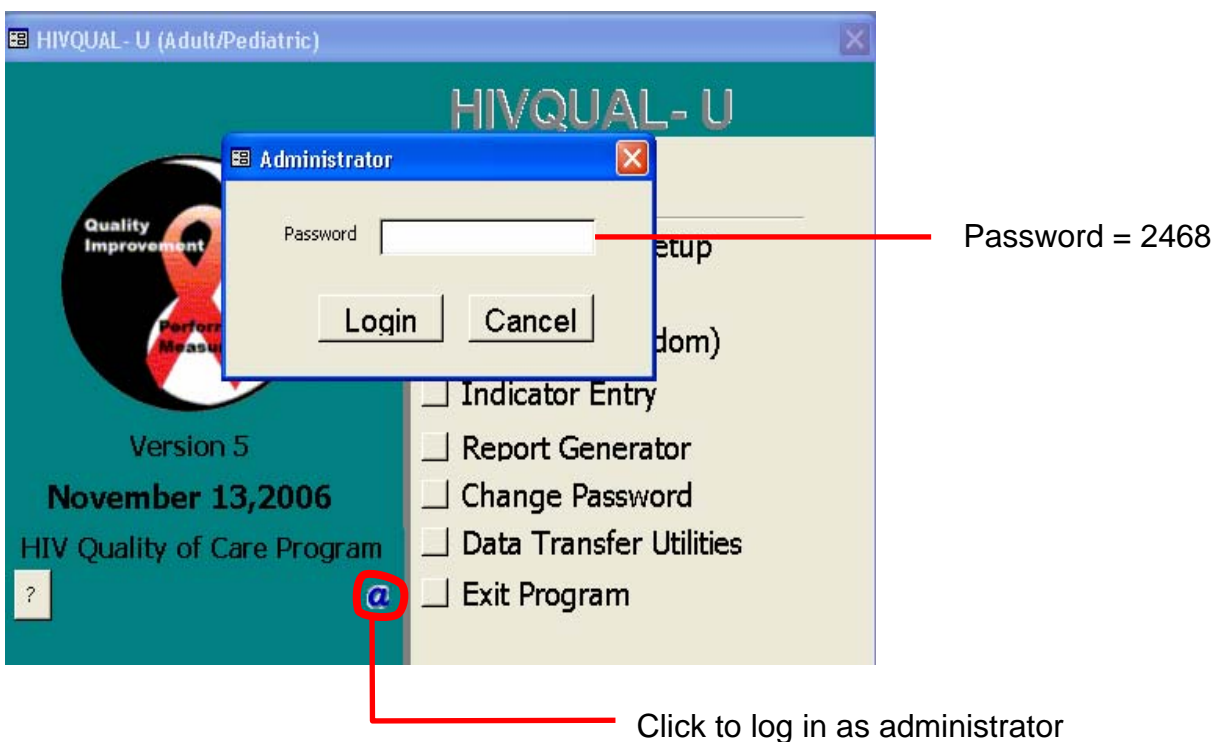 HIVQUAL- U (Adult/Pediatric)
HIVQUAL- U
Administrator
Quality
Improvement
Password
Password = 2468
Login
Cancel
Indicator Entry
Version 5
Report Generator
November 13,2006
Change Password
HIV Quality of Care Program
Data Transfer Utilities
?
@
Exit Program
Click to log in as administrator